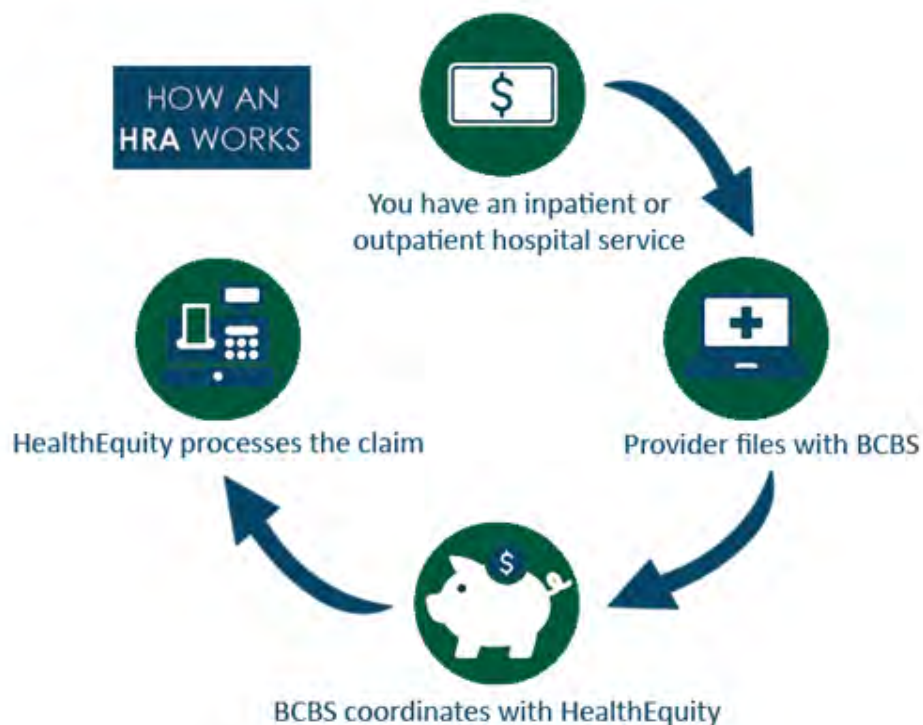 HOW AN
HRA WORKS
$
You have an inpatient or
outpatient hospital service
Provider files with BCBS
$
BCBS coordinates with HealthEquity
HealthEquity processes the claim